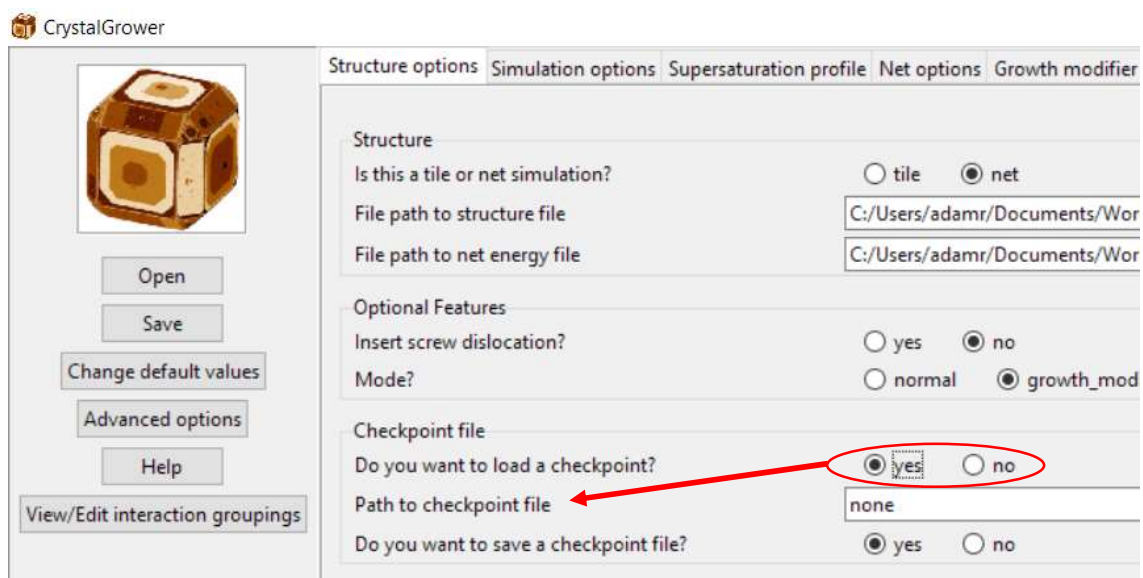 CrystalGrower
Structure options Simulation options Supersaturation profile Net options Growth modifier
Structure
Is this a tile or net simulation? tile net
File path to structure file C:/Users/adamr/Documents/Wor
File path to net energy file C:/Users/adamr/Documents/Wor
Optional Features
Insert screw dislocation? yes no
Mode? normal growth_mod
Checkpoint file
Do you want to load a checkpoint? yes no
Path to checkpoint file none
Do you want to save a checkpoint file? yes no
Open
Save
Change default values
Advanced options
Help
View/Edit interaction groupings